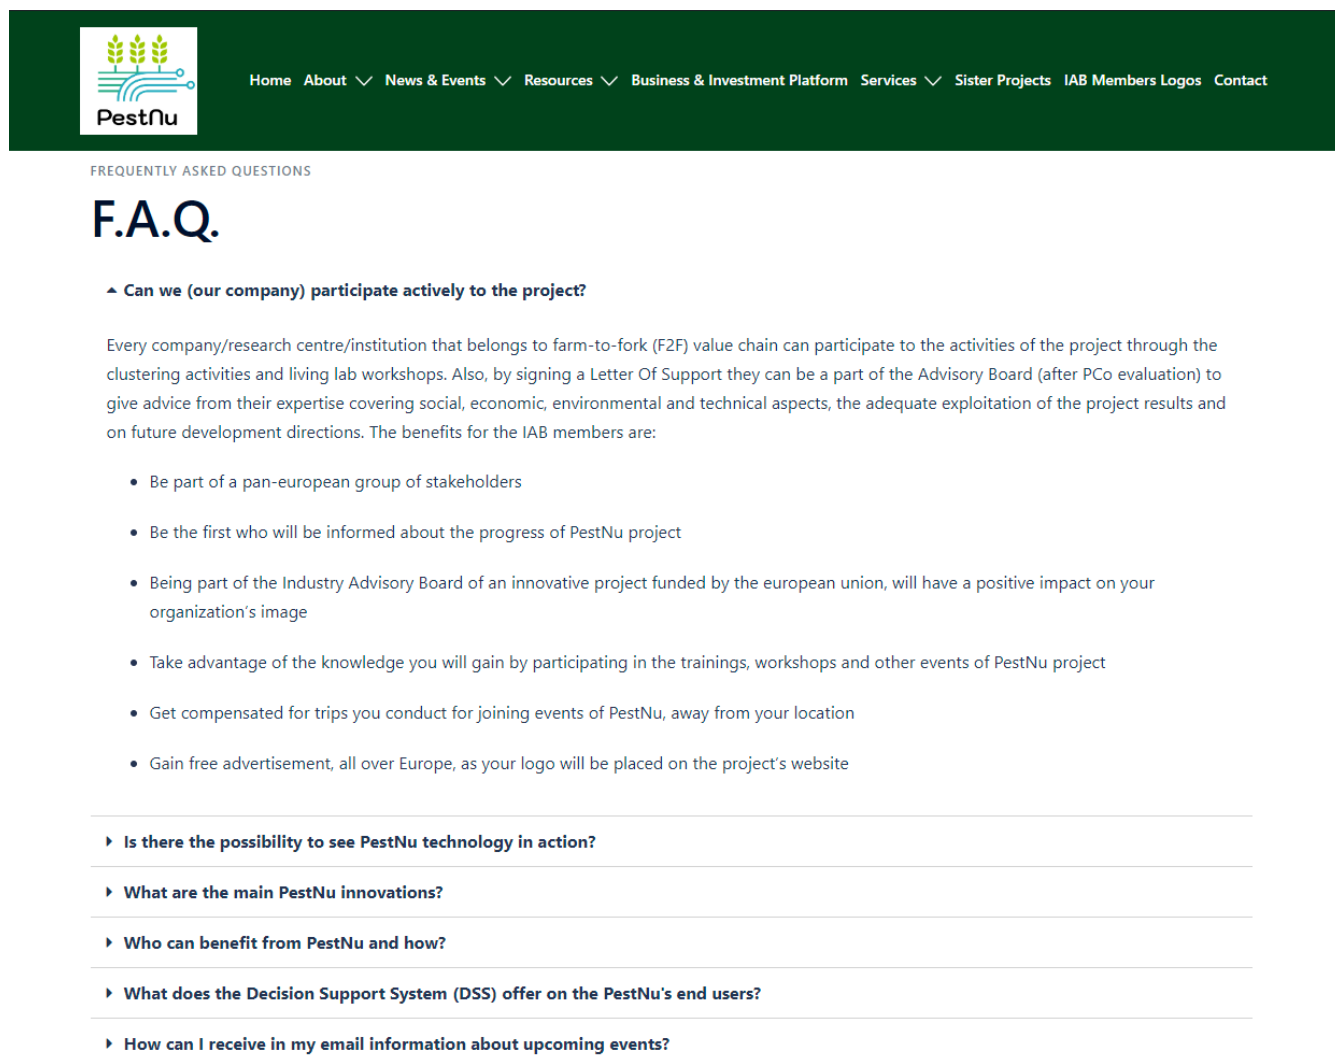 PestNu
Home About News & Events Resources Business & Investment Platform Services Sister Projects IAB Members Logos Contact
FREQUENTLY ASKED QUESTIONS
F.A.Q.
Can we (our company) participate actively to the project?
Every company/research centre/institution that belongs to farm-to-fork (F2F) value chain can participate to the activities of the project through the
clustering activities and living lab workshops. Also, by signing a Letter Of Support they can be a part of the Advisory Board (after PCo evaluation) to
give advice from their expertise covering social, economic, environmental and technical aspects, the adequate exploitation of the project results and
on future development directions. The benefits for the IAB members are:
• Be part of a pan-european group of stakeholders
• Be the first who will be informed about the progress of PestNu project
• Being part of the Industry Advisory Board of an innovative project funded by the european union, will have a positive impact on your
organization's image
• Take advantage of the knowledge you will gain by participating in the trainings, workshops and other events of PestNu project
• Get compensated for trips you conduct for joining events of PestNu, away from your location
• Gain free advertisement, all over Europe, as your logo will be placed on the project's website
Is there the possibility to see PestNu technology in action?
What are the main PestNu innovations?
Who can benefit from PestNu and how?
What does the Decision Support System (DSS) offer on the PestNu's end users?
How can I receive in my email information about upcoming events?